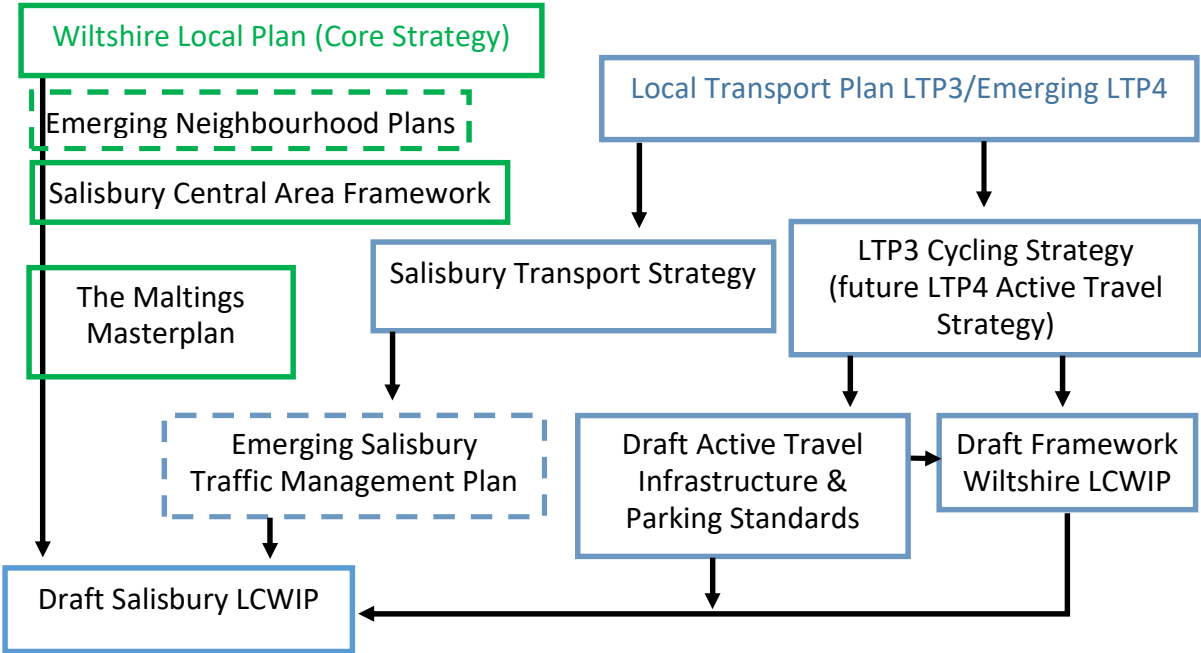 Wiltshire Local Plan (Core Strategy)
Local Transport Plan LTP3/Emerging LTP4
Emerging Neighbourhood Plans
Salisbury Central Area Framework
Salisbury Transport Strategy
LTP3 Cycling Strategy
(future LTP4 Active Travel
Strategy)
The Maltings
Masterplan
Emerging Salisbury
Traffic Management Plan
Draft Active Travel
Infrastructure &
Parking Standards
Draft Framework
Wiltshire LCWIP
Draft Salisbury LCWIP